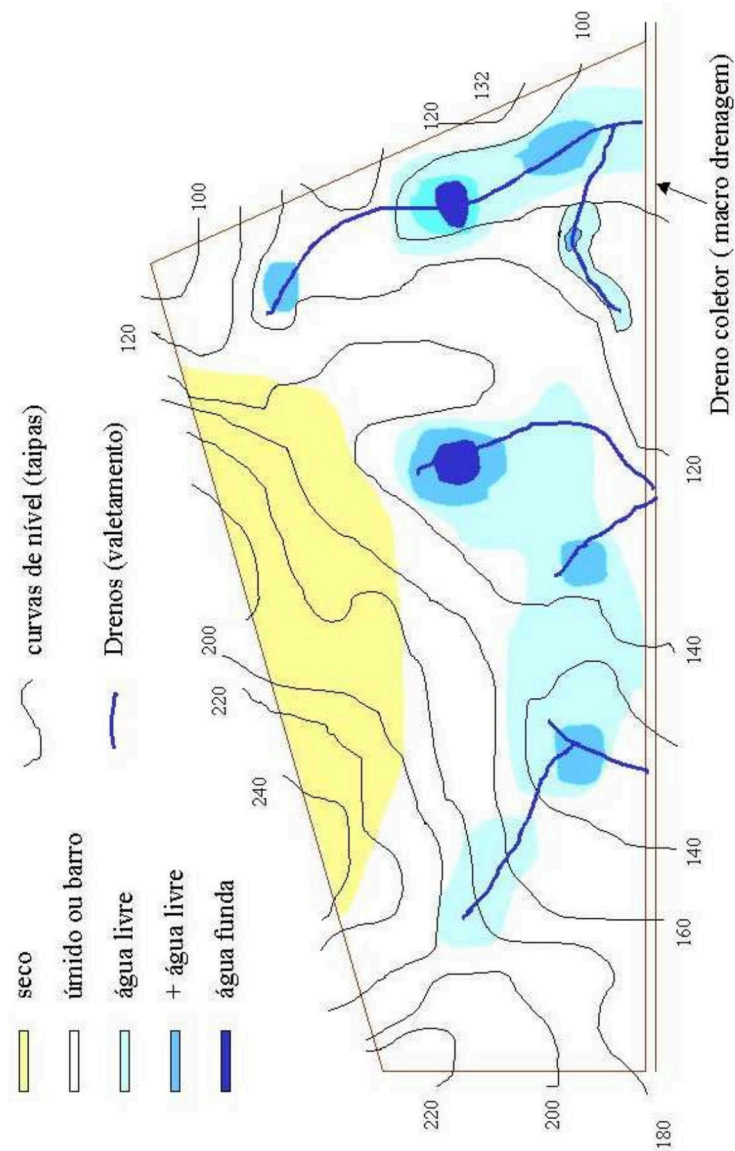 seco
úmido ou barro
água livre
+ água livre
água funda
curvas de nível (taipas)
Drenos (valetamento)
120
100
120
132
100
240
220
200
220
200
180
160
140
140
120
Dreno coletor ( macro drenagem)